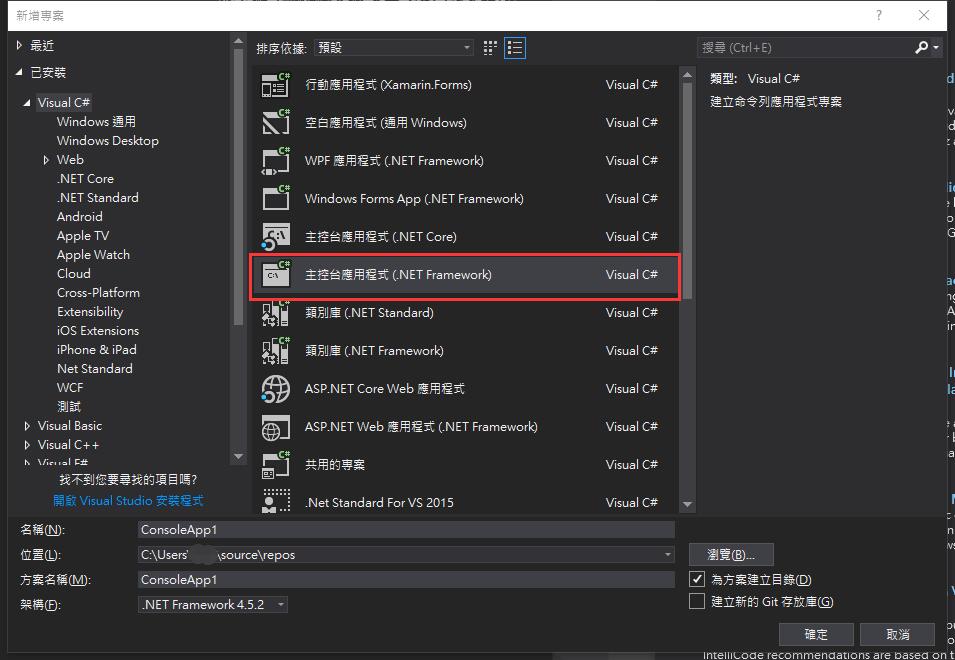 新增專案
最近
已安裝
Visual C#
Windows 通用
Windows Desktop
Web
.NET Core
.NET Standard
Android
Apple TV
Apple Watch
Cloud
Cross-Platform
Extensibility
iOS Extensions
iPhone & iPad
Net Standard
WCF
測試
Visual Basic
Visual C++
Visual F#
找不到您要尋找的項目嗎?
開啟 Visual Studio 安裝程式
排序依據: 預設
行動應用程式 (Xamarin.Forms) Visual C#
空白應用程式 (通用 Windows) Visual C#
WPF 應用程式 (.NET Framework) Visual C#
Windows Forms App (.NET Framework) Visual C#
主控台應用程式 (.NET Core) Visual C#
主控台應用程式 (.NET Framework) Visual C#
類別庫 (.NET Standard) Visual C#
類別庫 (.NET Framework) Visual C#
ASP.NET Core Web 應用程式 Visual C#
ASP.NET Web 應用程式 (.NET Framework) Visual C#
共用的專案 Visual C#
.Net Standard For VS 2015 Visual C#
搜尋 (Ctrl+E)
類型: Visual C#
建立命令列應用程式專案
名稱(N): ConsoleApp1
位置(L): C:\Users\ \source\repos 瀏覽(B)...
方案名稱(M): ConsoleApp1 為方案建立目錄(D)
架構(F): .NET Framework 4.5.2 建立新的 Git 存放庫(G)
確定 取消
IntelliCode recommendations are based on